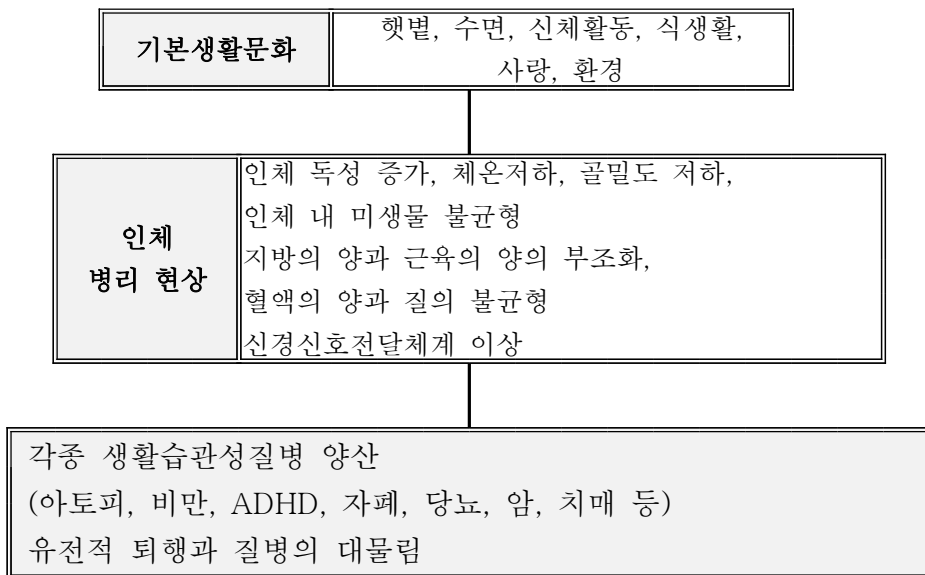 기본생활문화
햇볕, 수면, 신체활동, 식생활,
사랑, 환경
인체
병리 현상
인체 독성 증가, 체온저하, 골밀도 저하,
인체 내 미생물 불균형
지방의 양과 근육의 양의 부조화,
혈액의 양과 질의 불균형
신경신호전달체계 이상
각종 생활습관성질병 양산
(아토피, 비만, ADHD, 자폐, 당뇨, 암, 치매 등)
유전적 퇴행과 질병의 대물림